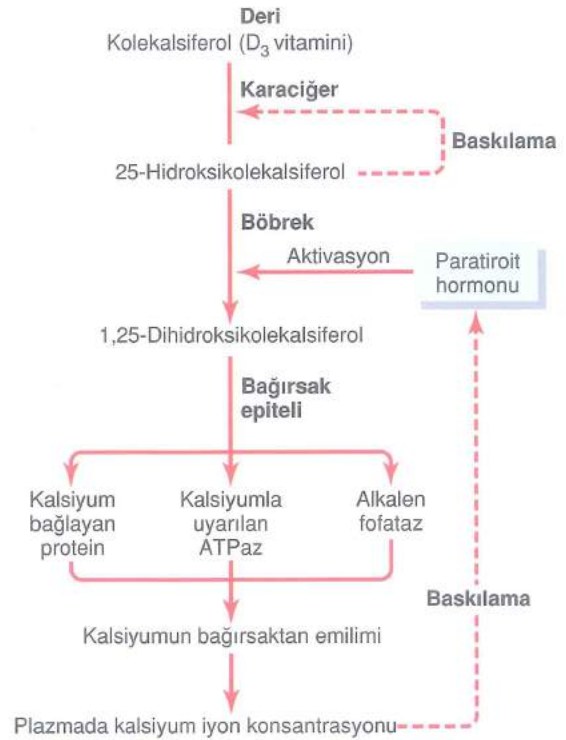 Deri
Kolekalsiferol (D₃ vitamini)
Karaciğer
Baskılama
25-Hidroksikolekalsiferol
Böbrek
Aktivasyon
Paratiroit
hormonu
1,25-Dihidroksikolekalsiferol
Bağırsak
epiteli
Kalsiyum
bağlayan
protein
Kalsiyumla
uyarılan
ATPaz
Alkalen
fofataz
Baskılama
Kalsiyumun bağırsaktan emilimi
Plazmada kalsiyum iyon konsantrasyonu